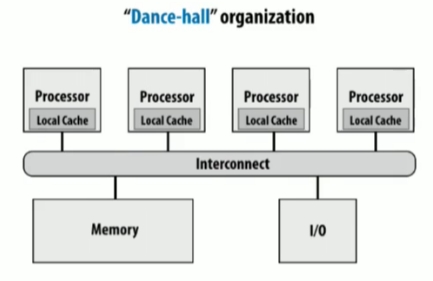 "Dance-hall" organization
Processor
Local Cache
Processor
Local Cache
Processor
Local Cache
Processor
Local Cache
Interconnect
Memory
I/O